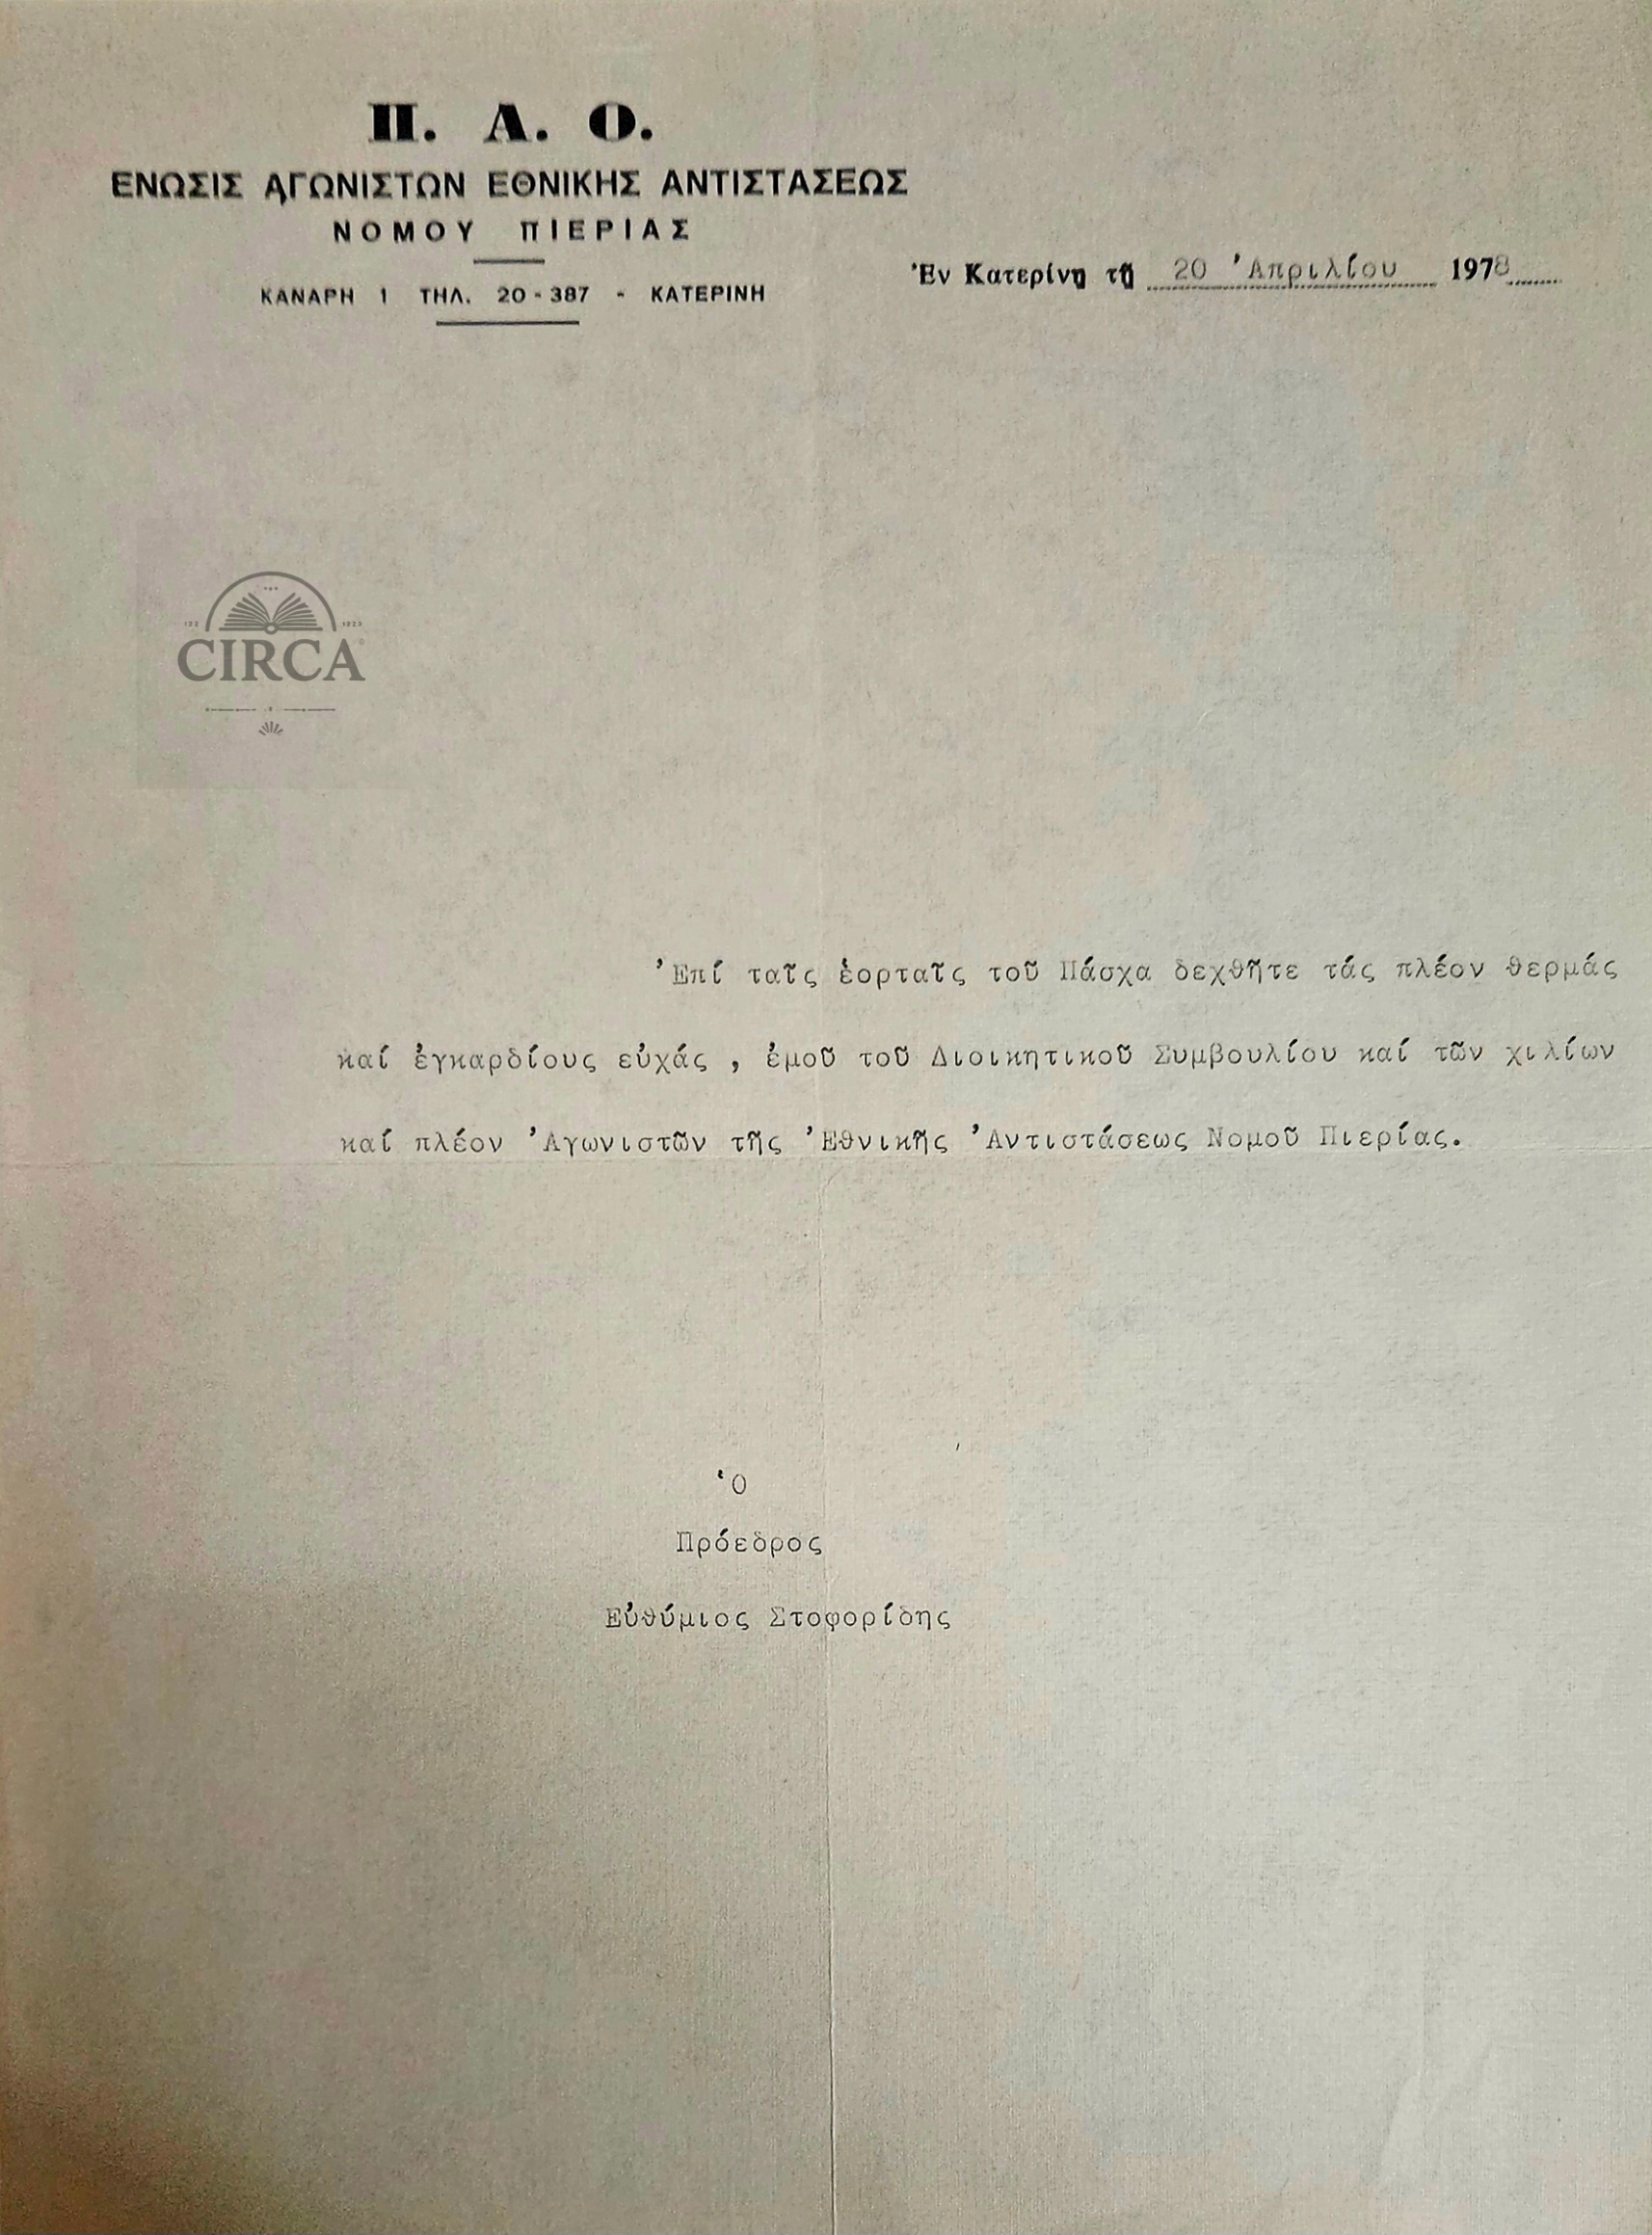 Π. Α. Ο.
ΕΝΩΣΙΣ ΑΓΩΝΙΣΤΩΝ ΕΘΝΙΚΗΣ ΑΝΤΙΣΤΑΣΕΩΣ
ΝΟΜΟΥ ΠΙΕΡΙΑΣ
ΚΑΝΑΡΗ 1 ΤΗΛ. 20-387 - ΚΑΤΕΡΙΝΗ
Ἐν Κατερίνῃ τῇ 20 Ἀπριλίου 1978
CIRCA
Ἐπί ταῖς ἑορταῖς τοῦ Πάσχα δεχθῆτε τάς πλέον θερμάς
καί ἐγκαρδίους εὐχάς , ἐμοῦ τοῦ Διοικητικοῦ Συμβουλίου καί τῶν χιλίων
καί πλέον Ἀγωνιστῶν τῆς Ἐθνικῆς Ἀντιστάσεως Νομοῦ Πιερίας.
Ὁ
Πρόεδρος
Εὐθύμιος Στοφορίδης